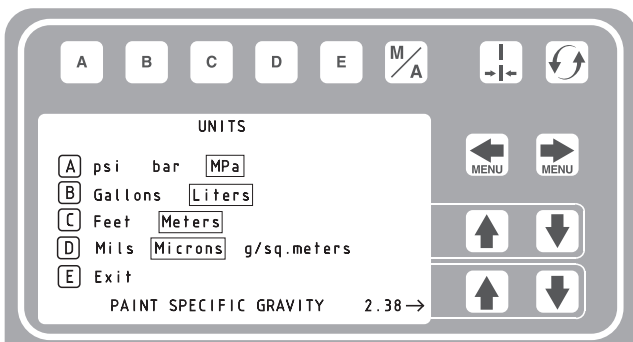 A B C D E M/A
UNITS
A psi bar MPa
B Gallons Liters
C Feet Meters
D Mils Microns g/sq.meters
E Exit
PAINT SPECIFIC GRAVITY 2.38→
MENU MENU